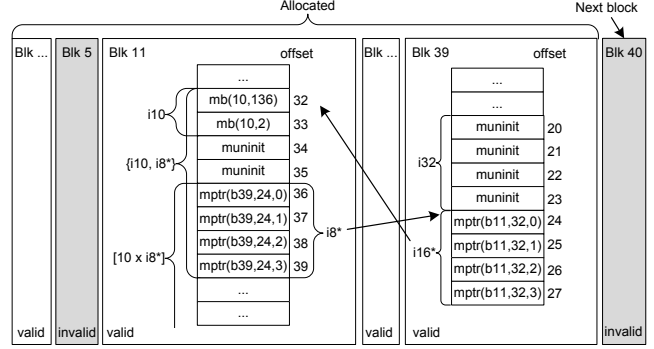 Allocated
Next block
Blk ...
Blk 5
Blk 11
offset
Blk ...
Blk 39
offset
Blk 40
...
mb(10,136) 32
mb(10,2) 33
muninit 34
muninit 35
mptr(b39,24,0) 36
mptr(b39,24,1) 37
mptr(b39,24,2) 38
mptr(b39,24,3) 39
...
...
i10
{i10, i8*}
[10 x i8*]
i8*
...
...
muninit 20
muninit 21
muninit 22
muninit 23
mptr(b11,32,0) 24
mptr(b11,32,1) 25
mptr(b11,32,2) 26
mptr(b11,32,3) 27
i32
i16*
valid
invalid
valid
valid
valid
invalid